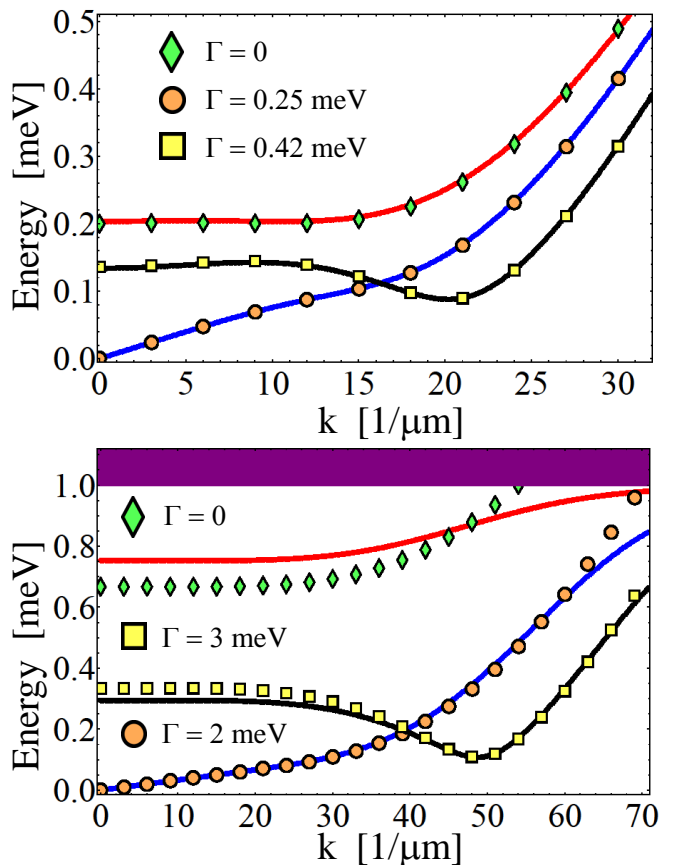 0.5
0.4
0.3
0.2
0.1
0.0
Energy [meV]
Γ = 0
Γ = 0.25 meV
Γ = 0.42 meV
0 5 10 15 20 25 30
k [1/μm]
1.0
0.8
0.6
0.4
0.2
0.0
Energy [meV]
Γ = 0
Γ = 3 meV
Γ = 2 meV
0 10 20 30 40 50 60 70
k [1/μm]